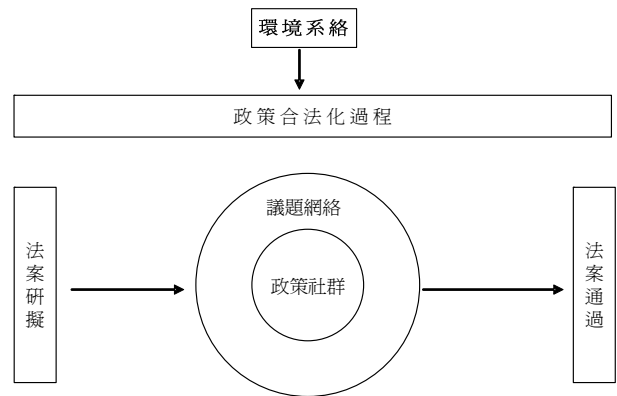 環境系絡
政策合法化過程
議題網絡
法案研擬
政策社群
法案通過